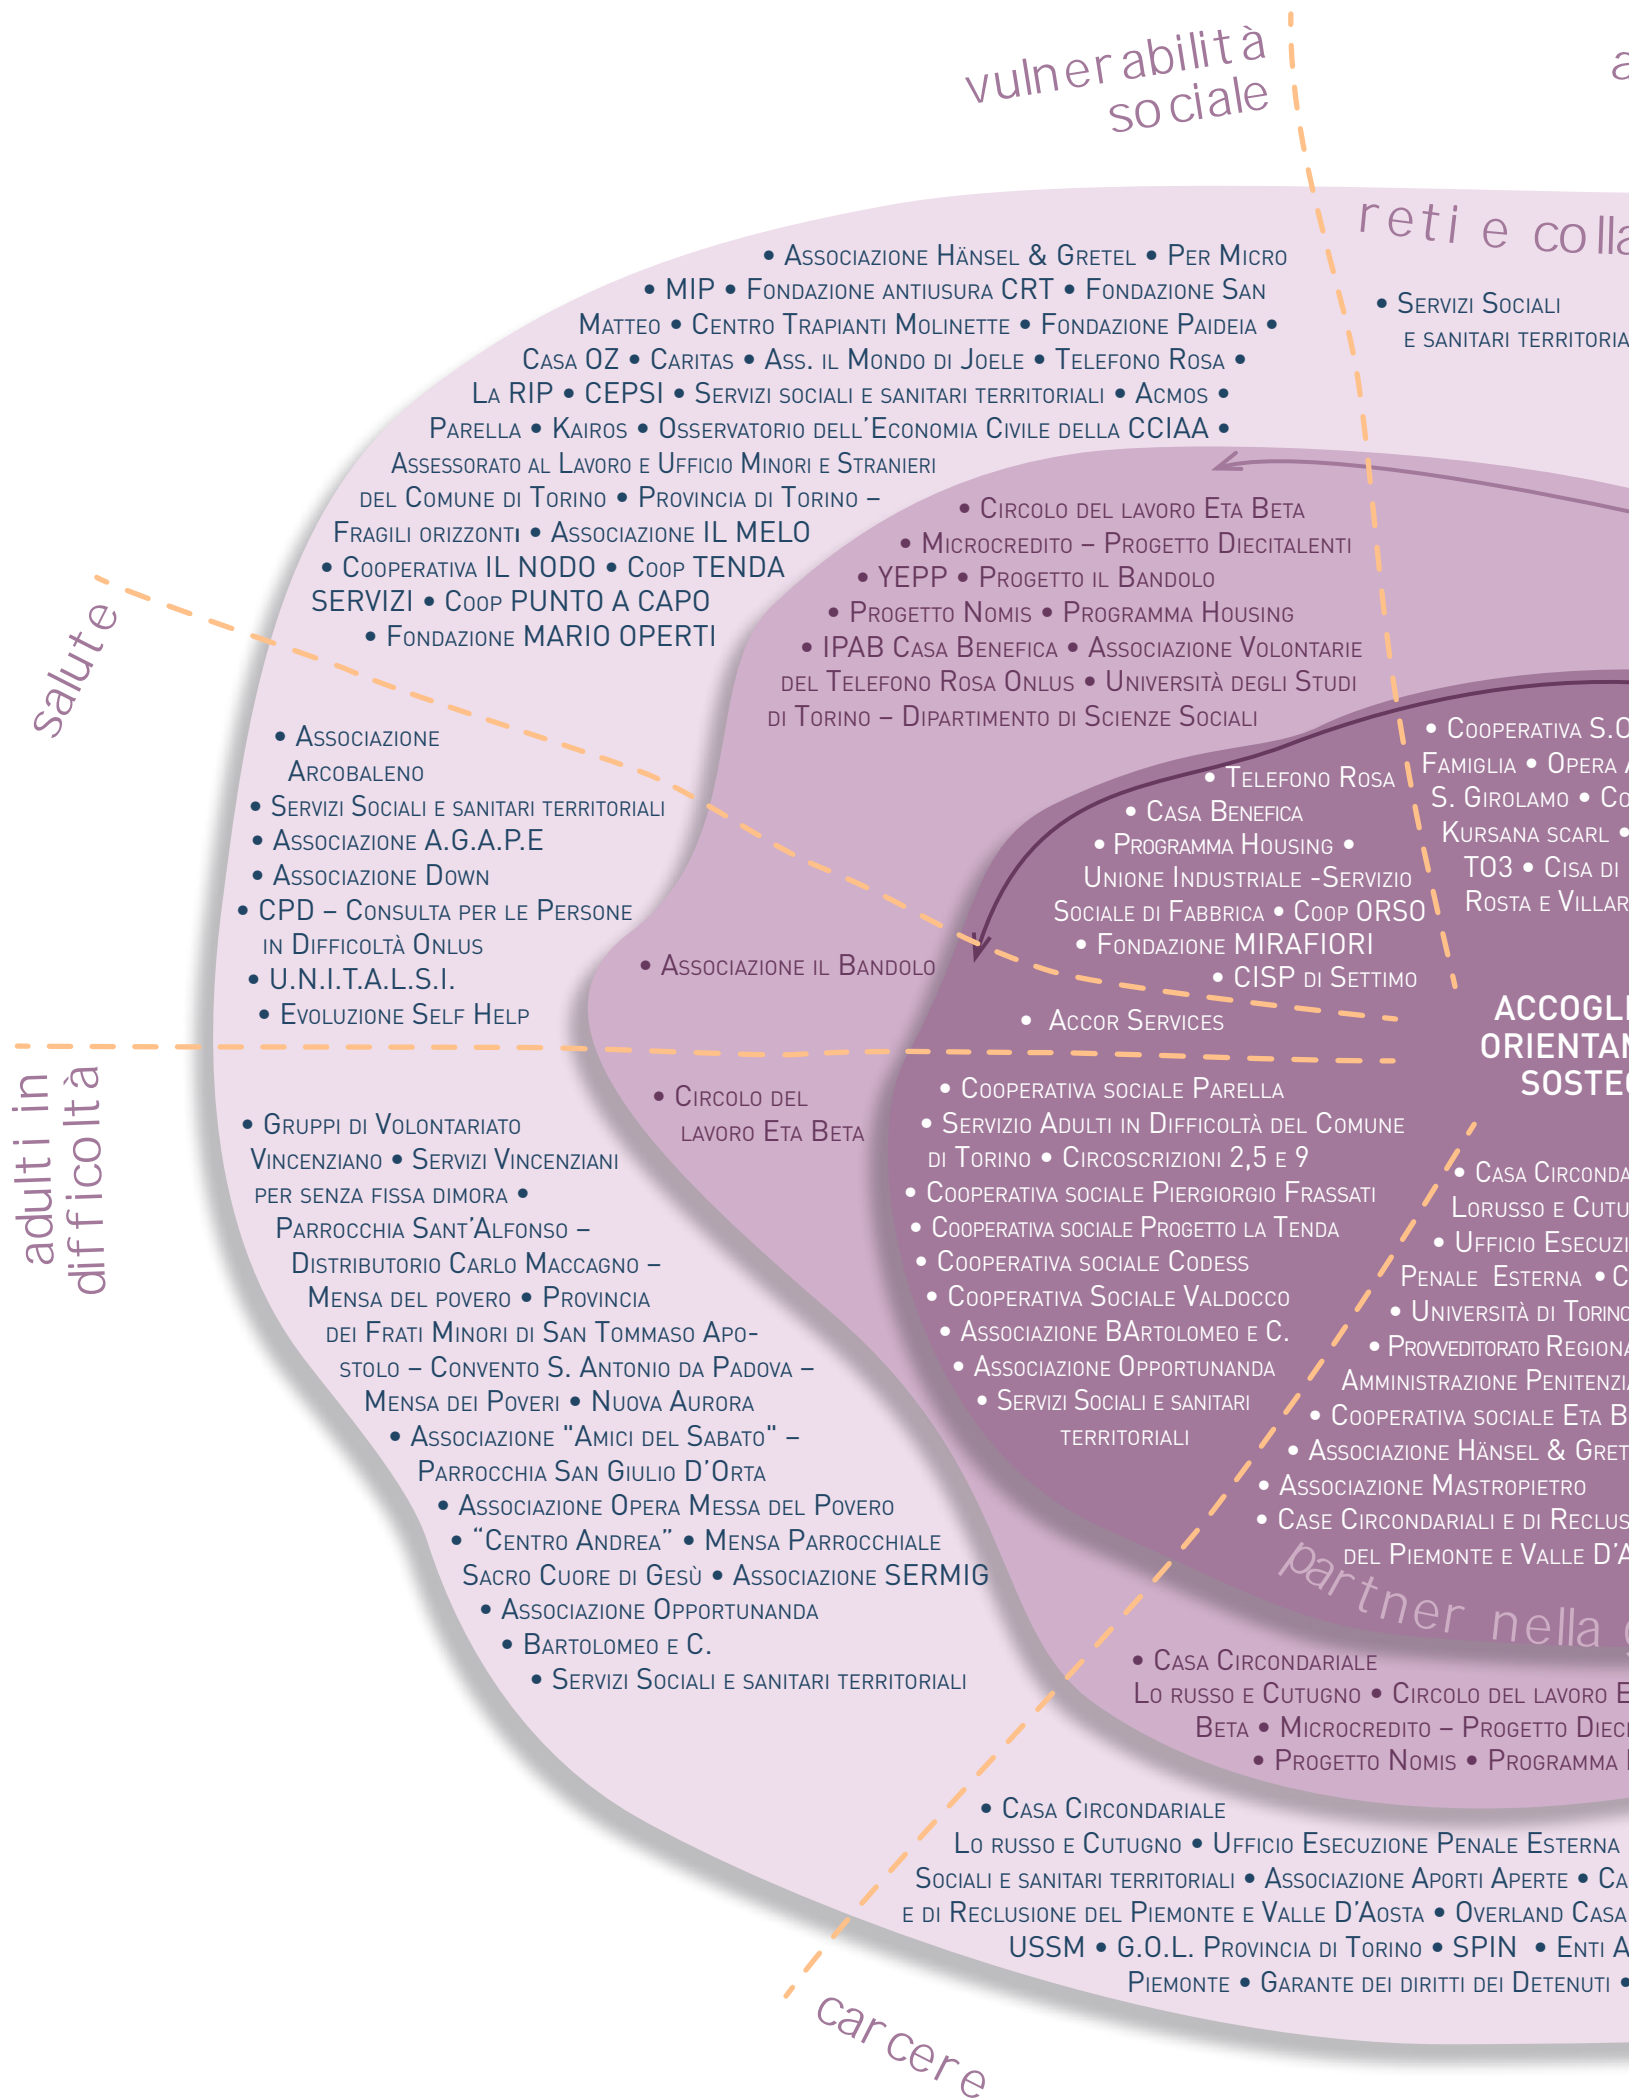 vulnerabilità
sociale
reti e colla
• Associazione Hänsel & Gretel • Per Micro
• MIP • Fondazione antiusura CRT • Fondazione San
Matteo • Centro Trapianti Molinette • Fondazione Paideia •
Casa OZ • Caritas • Ass. il Mondo di Joele • Telefono Rosa •
La RIP • CEPSI • Servizi sociali e sanitari territoriali • Acmos •
Parella • Kairos • Osservatorio dell'Economia Civile della CCIAA •
Assessorato al Lavoro e Ufficio Minori e Stranieri
del Comune di Torino • Provincia di Torino –
Fragili orizzonti • Associazione IL MELO
• Cooperativa IL NODO • Coop TENDA
SERVIZI • Coop PUNTO A CAPO
• Fondazione MARIO OPERTI
• Servizi Sociali
e sanitari territoria
• Circolo del lavoro Eta Beta
• Microcredito – Progetto Diecitalenti
• YEPP • Progetto il Bandolo
• Progetto Nomis • Programma Housing
• IPAB Casa Benefica • Associazione Volontarie
del Telefono Rosa Onlus • Università degli Studi
di Torino – Dipartimento di Scienze Sociali
• Telefono Rosa
• Casa Benefica
• Programma Housing •
Unione Industriale -Servizio
Sociale di Fabbrica • Coop ORSO
• Fondazione MIRAFIORI
• CISP di Settimo
• Cooperativa S.O
Famiglia • Opera A
S. Girolamo • Co
Kursana scarl •
TO3 • Cisa di
Rosta e Villar
salute
• Associazione
Arcobaleno
• Servizi Sociali e sanitari territoriali
• Associazione A.G.A.P.E
• Associazione Down
• CPD – Consulta per le Persone
in Difficoltà Onlus
• U.N.I.T.A.L.S.I.
• Evoluzione Self Help
• Associazione il Bandolo
• Accor Services
ACCOGLI
ORIENTAM
SOSTEG
adulti in
difficoltà
• Gruppi di Volontariato
Vincenziano • Servizi Vincenziani
per senza fissa dimora •
Parrocchia Sant'Alfonso –
Distributorio Carlo Maccagno –
Mensa del povero • Provincia
dei Frati Minori di San Tommaso Apo-
stolo – Convento S. Antonio da Padova –
Mensa dei Poveri • Nuova Aurora
• Associazione "Amici del Sabato" –
Parrocchia San Giulio D'Orta
• Associazione Opera Messa del Povero
• “Centro Andrea” • Mensa Parrocchiale
Sacro Cuore di Gesù • Associazione SERMIG
• Associazione Opportunanda
• Bartolomeo e C.
• Servizi Sociali e sanitari territoriali
• Circolo del
lavoro Eta Beta
• Cooperativa sociale Parella
• Servizio Adulti in Difficoltà del Comune
di Torino • Circoscrizioni 2,5 e 9
• Cooperativa sociale Piergiorgio Frassati
• Cooperativa sociale Progetto la Tenda
• Cooperativa sociale Codess
• Cooperativa Sociale Valdocco
• Associazione BArtolomeo e C.
• Associazione Opportunanda
• Servizi Sociali e sanitari
territoriali
• Casa Circonda
Lorusso e Cutu
• Ufficio Esecuzi
Penale Esterna • C
• Università di Torino
• Provveditorato Regiona
Amministrazione Penitenzia
• Cooperativa sociale Eta B
• Associazione Hänsel & Gret
• Associazione Mastropietro
• Case Circondariali e di Reclus
del Piemonte e Valle D'A
partner nella g
• Casa Circondariale
Lo russo e Cutugno • Circolo del lavoro E
Beta • Microcredito – Progetto Dieci
• Progetto Nomis • Programma
• Casa Circondariale
Lo russo e Cutugno • Ufficio Esecuzione Penale Esterna
Sociali e sanitari territoriali • Associazione Aporti Aperte • Ca
e di Reclusione del Piemonte e Valle D'Aosta • Overland Casa
USSM • G.O.L. Provincia di Torino • SPIN • Enti A
Piemonte • Garante dei diritti dei Detenuti •
carcere